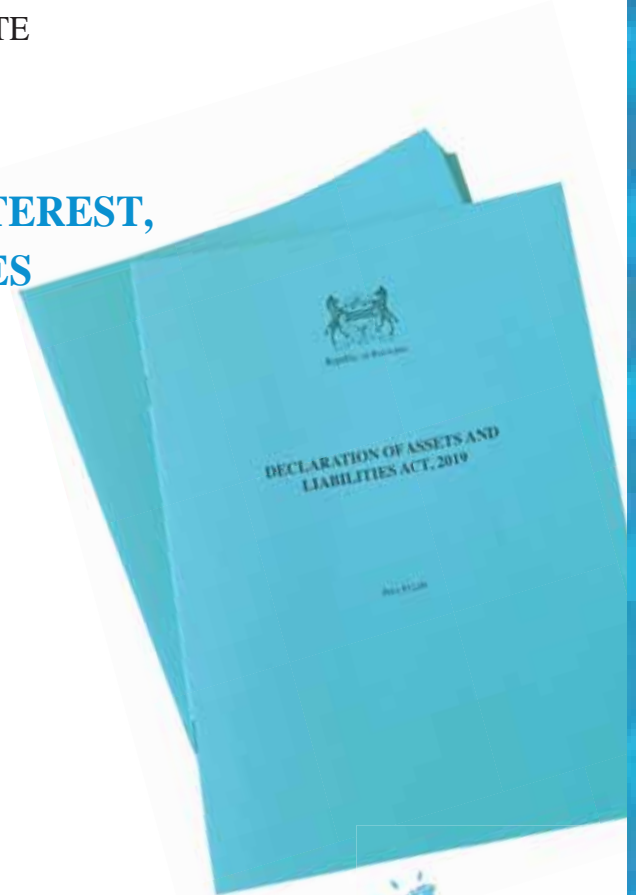 TE
TEREST,
ES
Republic of Botswana
DECLARATION OF ASSETS AND
LIABILITIES ACT, 2019